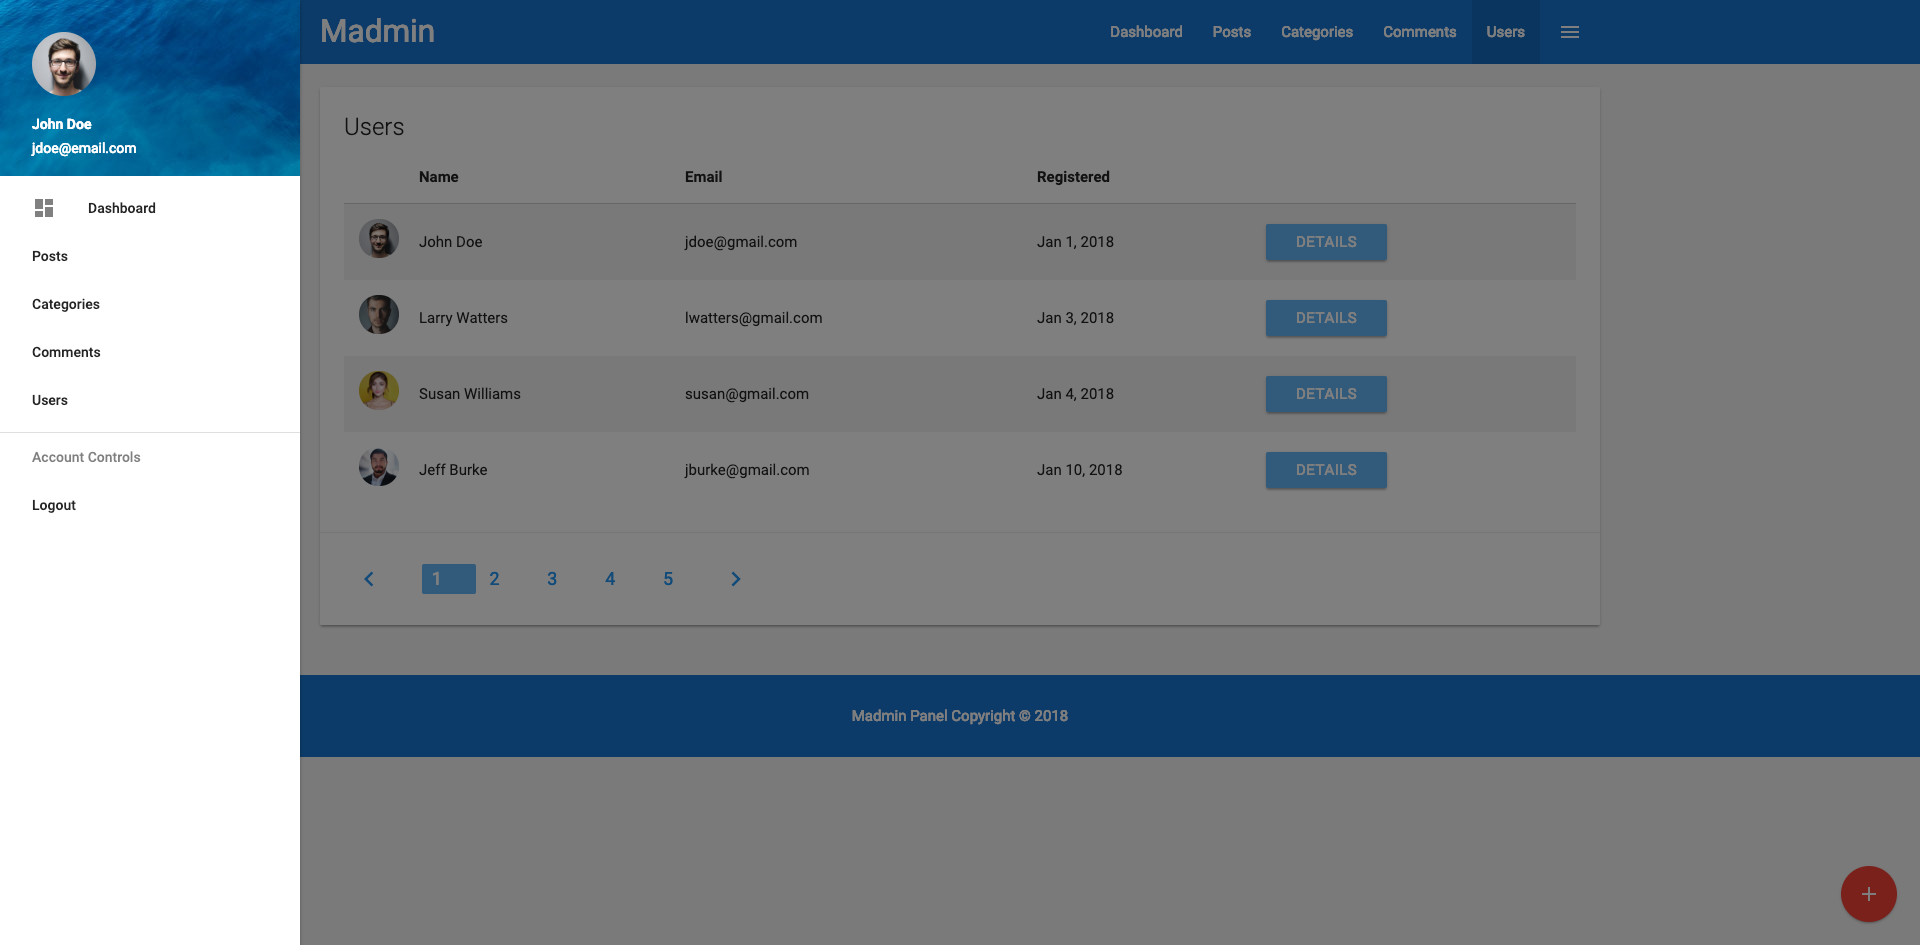 John Doe
jdoe@email.com
Dashboard
Posts
Categories
Comments
Users
Account Controls
Logout
Madmin
Dashboard Posts Categories Comments Users
Users
Name Email Registered
John Doe jdoe@gmail.com Jan 1, 2018 DETAILS
Larry Watters lwatters@gmail.com Jan 3, 2018 DETAILS
Susan Williams susan@gmail.com Jan 4, 2018 DETAILS
Jeff Burke jburke@gmail.com Jan 10, 2018 DETAILS
1 2 3 4 5
Madmin Panel Copyright © 2018